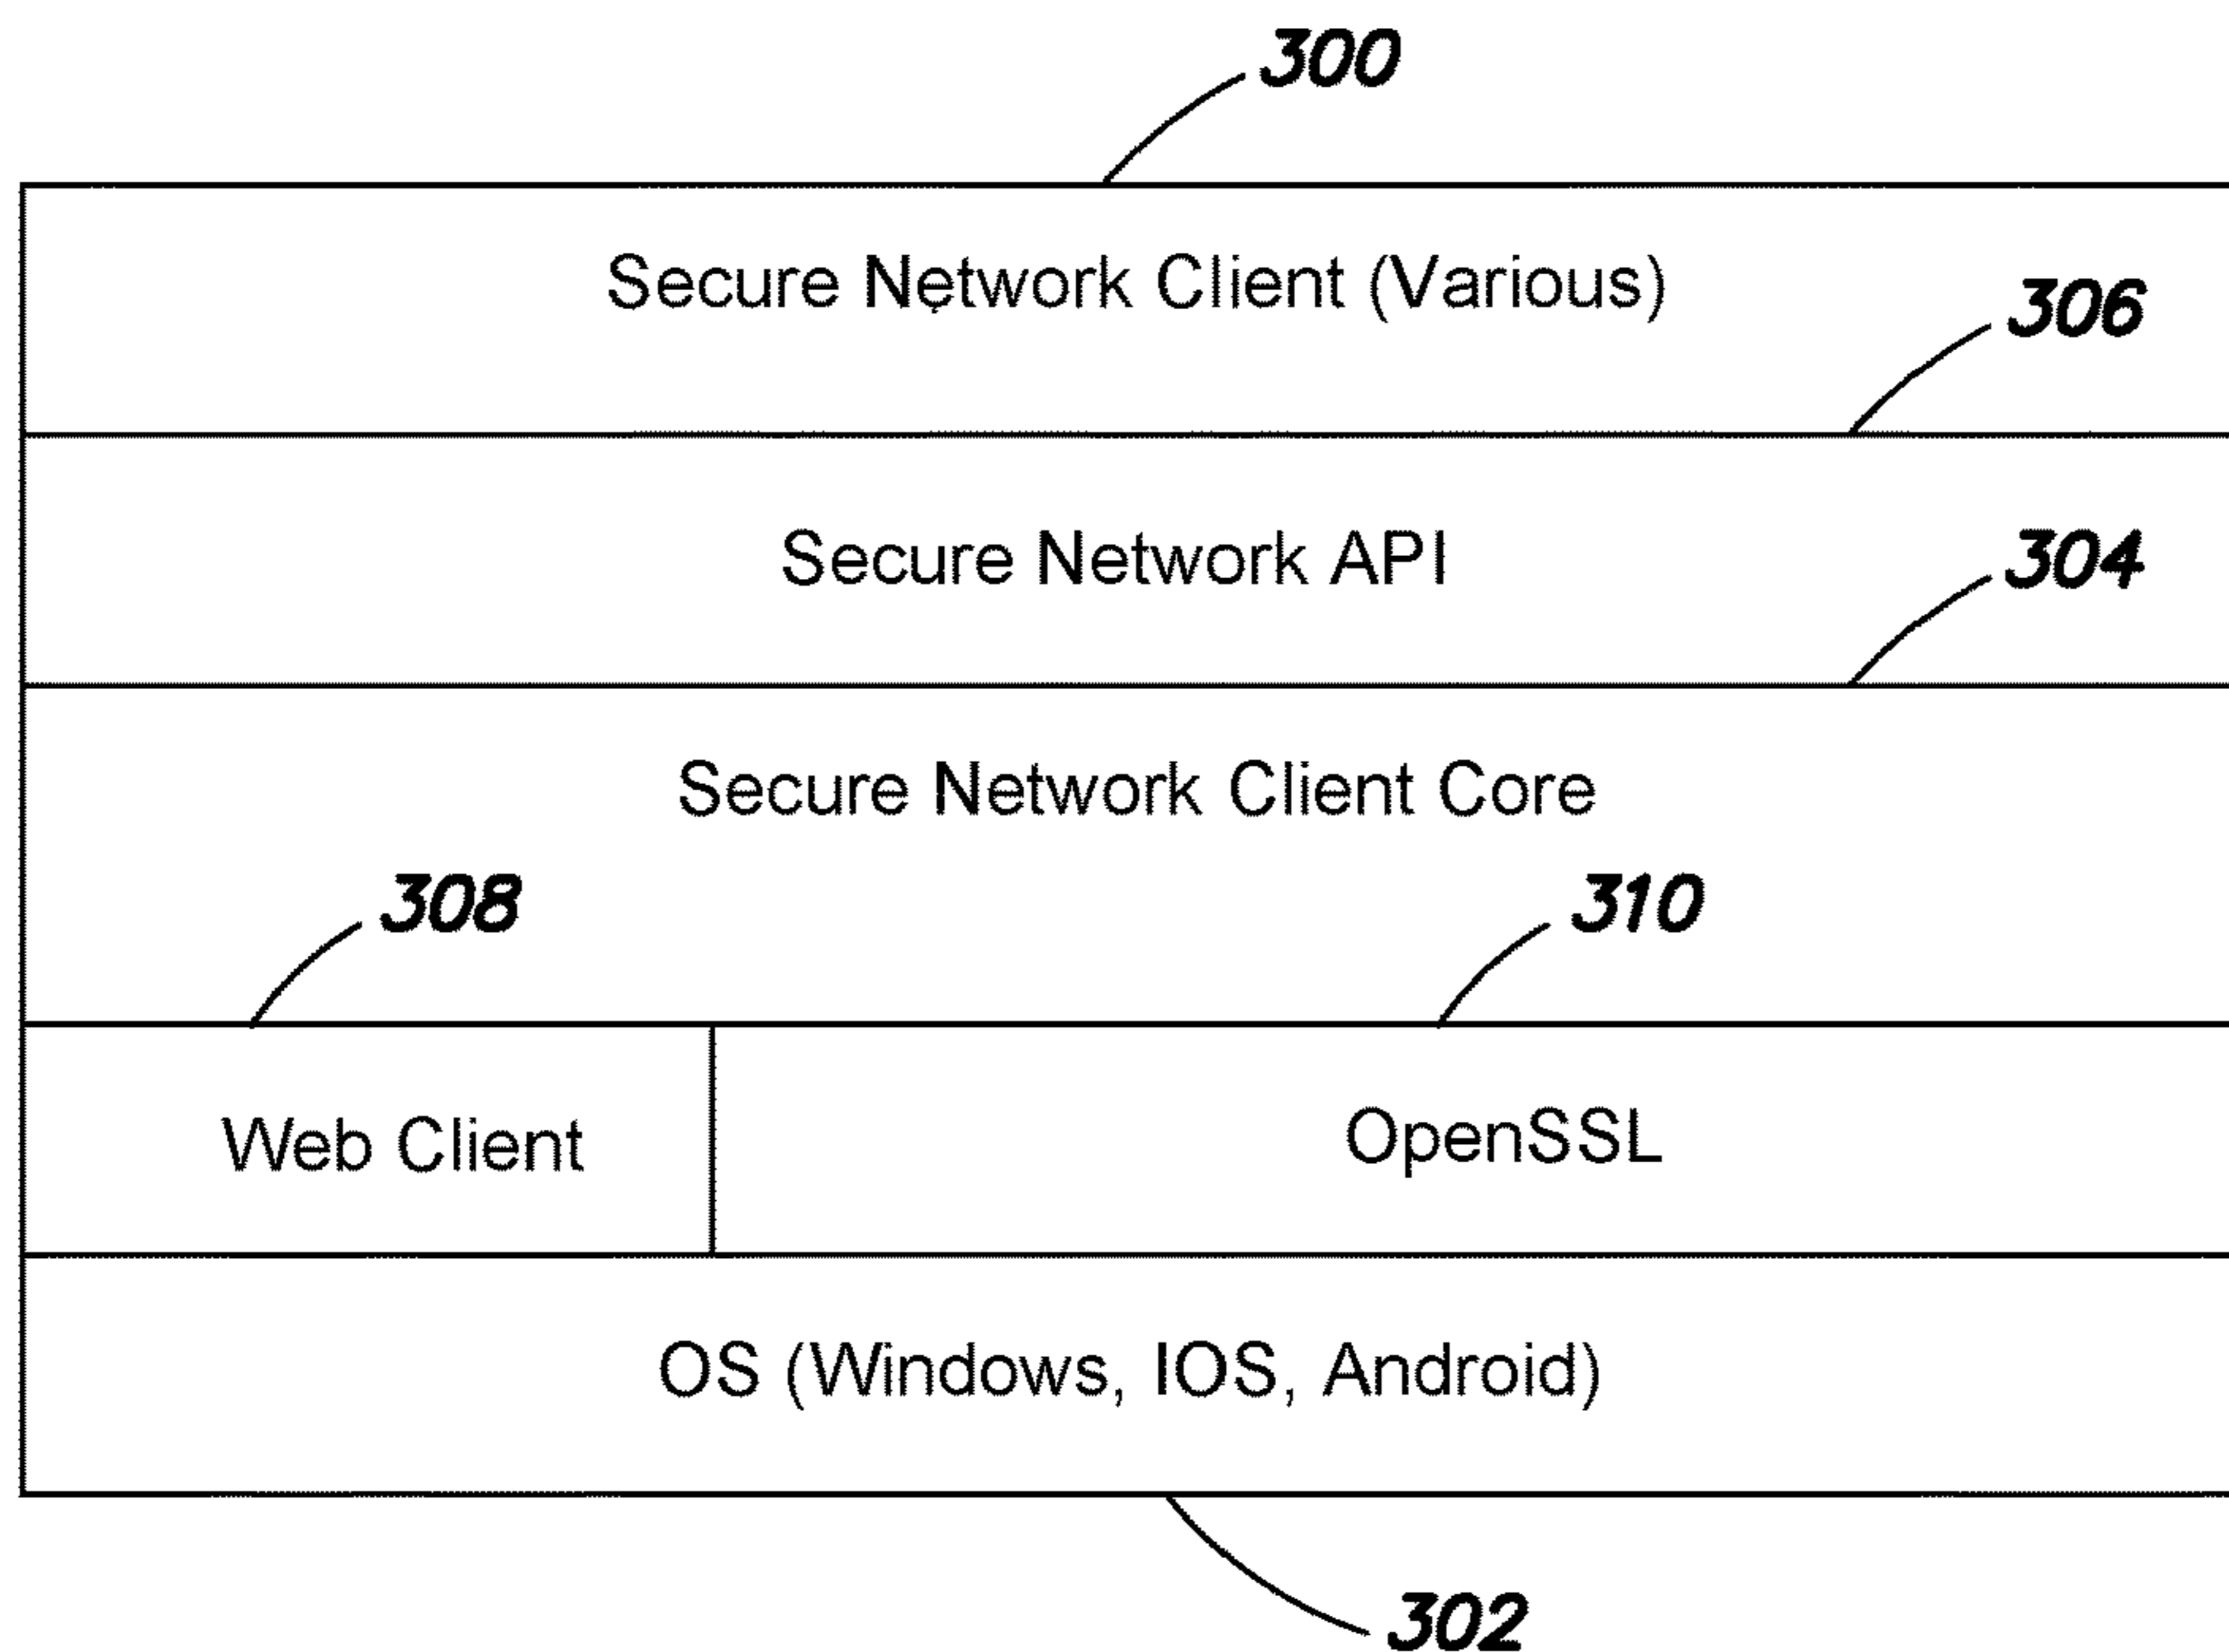 300
Secure Network Client (Various)
306
Secure Network API
304
Secure Network Client Core
308
310
Web Client
OpenSSL
OS (Windows, IOS, Android)
302